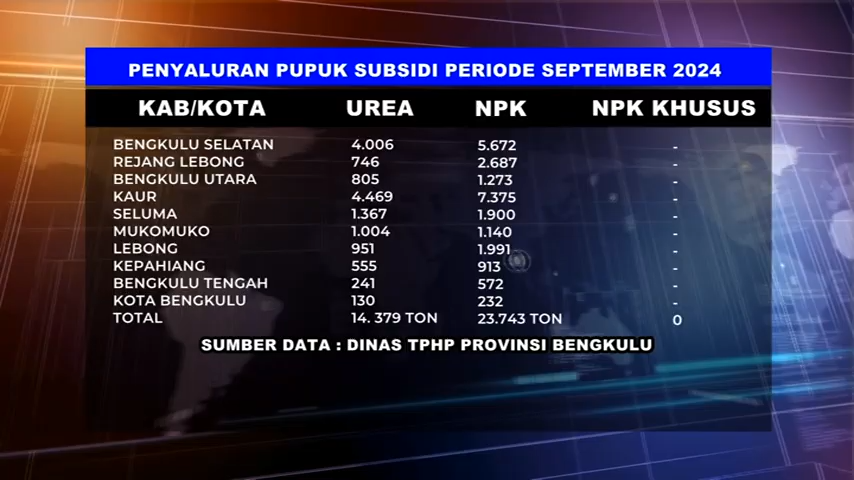 PENYALURAN PUPUK SUBSIDI PERIODE SEPTEMBER 2024
KAB/KOTA UREA NPK NPK KHUSUS
BENGKULU SELATAN 4.006 5.672 -
REJANG LEBONG 746 2.687 -
BENGKULU UTARA 805 1.273 -
KAUR 4.469 7.375 -
SELUMA 1.367 1.900 -
MUKOMUKO 1.004 1.140 -
LEBONG 951 1.991 -
KEPAHIANG 555 913 -
BENGKULU TENGAH 241 572 -
KOTA BENGKULU 130 232 -
TOTAL 14. 379 TON 23.743 TON 0
SUMBER DATA : DINAS TPHP PROVINSI BENGKULU